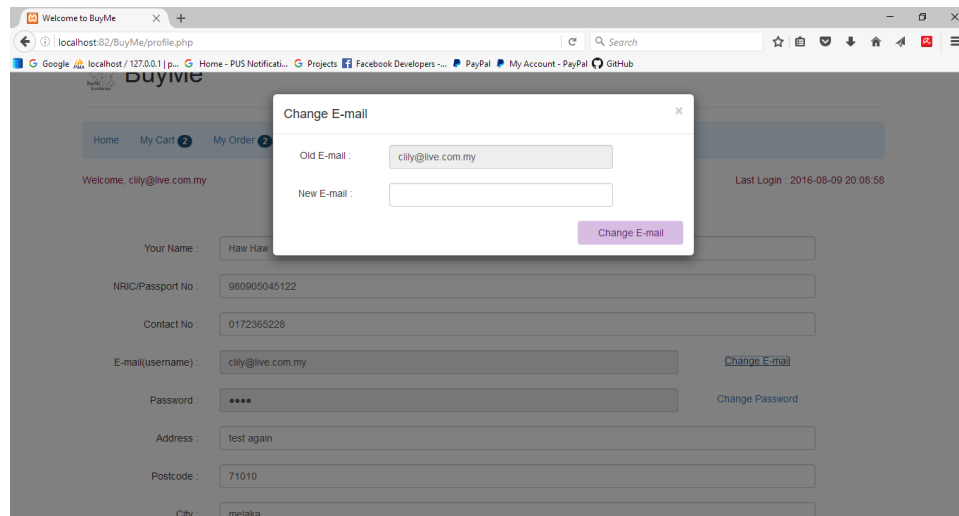 Welcome to BuyMe
localhost:82/BuyMe/profile.php
Search
Google
localhost / 127.0.0.1 | p...
Home - PUS Notificati...
Projects
Facebook Developers -...
PayPal
My Account - PayPal
GitHub
BuyMe
Change E-mail
Old E-mail :
clily@live.com.my
New E-mail :
Change E-mail
Home
My Cart 2
My Order 2
Welcome, clily@live.com.my
Last Login : 2016-08-09 20:08:58
Your Name :
Haw Haw
NRIC/Passport No :
980905045122
Contact No :
0172365228
E-mail(username) :
clily@live.com.my
Change E-mail
Password :
Change Password
Address :
test again
Postcode :
71010
City :
melaka